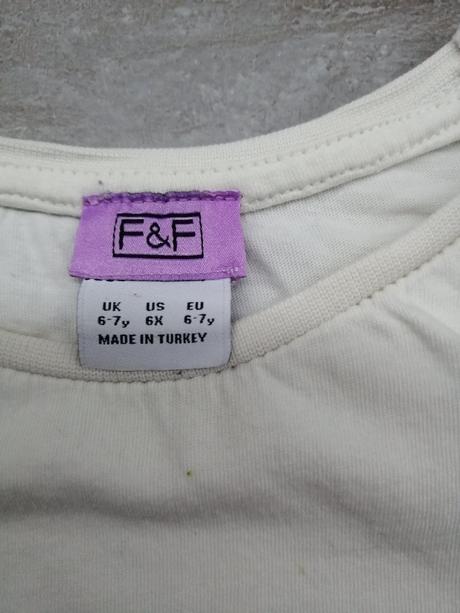 F&F
UK US EU
6-7y 6X 6-7y
MADE IN TURKEY